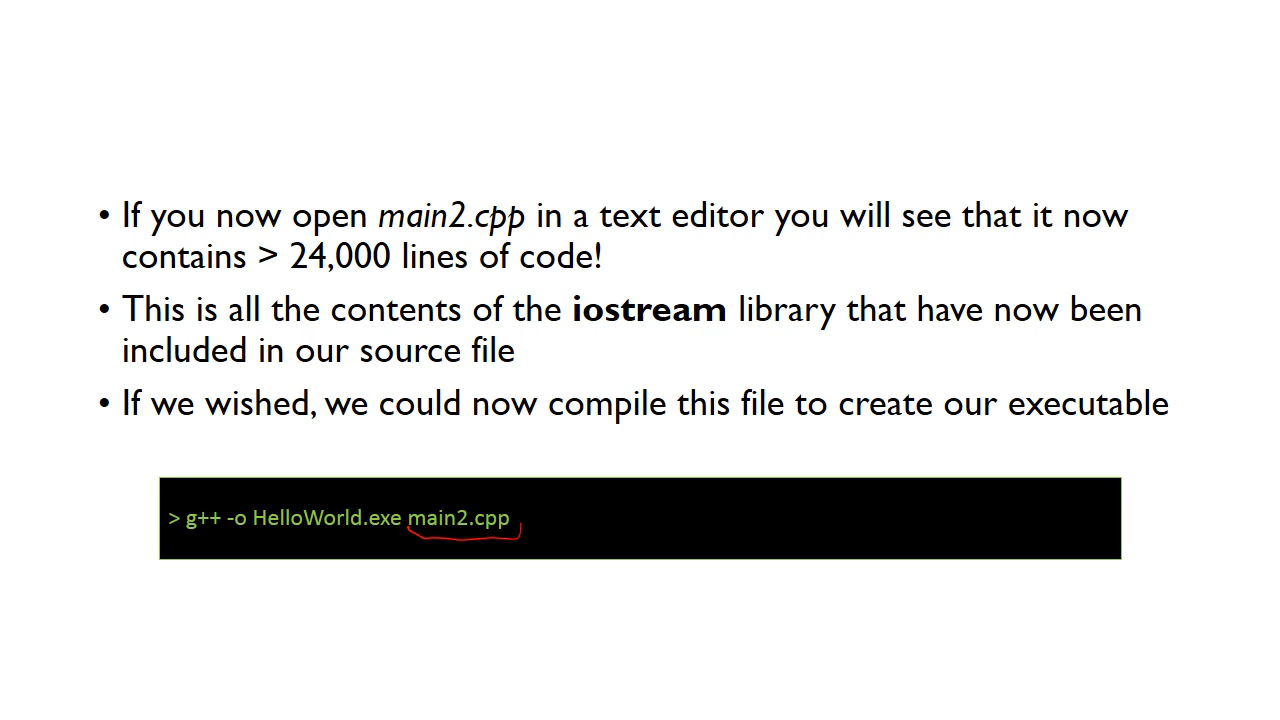 • If you now open main2.cpp in a text editor you will see that it now
contains > 24,000 lines of code!
• This is all the contents of the iostream library that have now been
included in our source file
• If we wished, we could now compile this file to create our executable
> g++ -o HelloWorld.exe main2.cpp